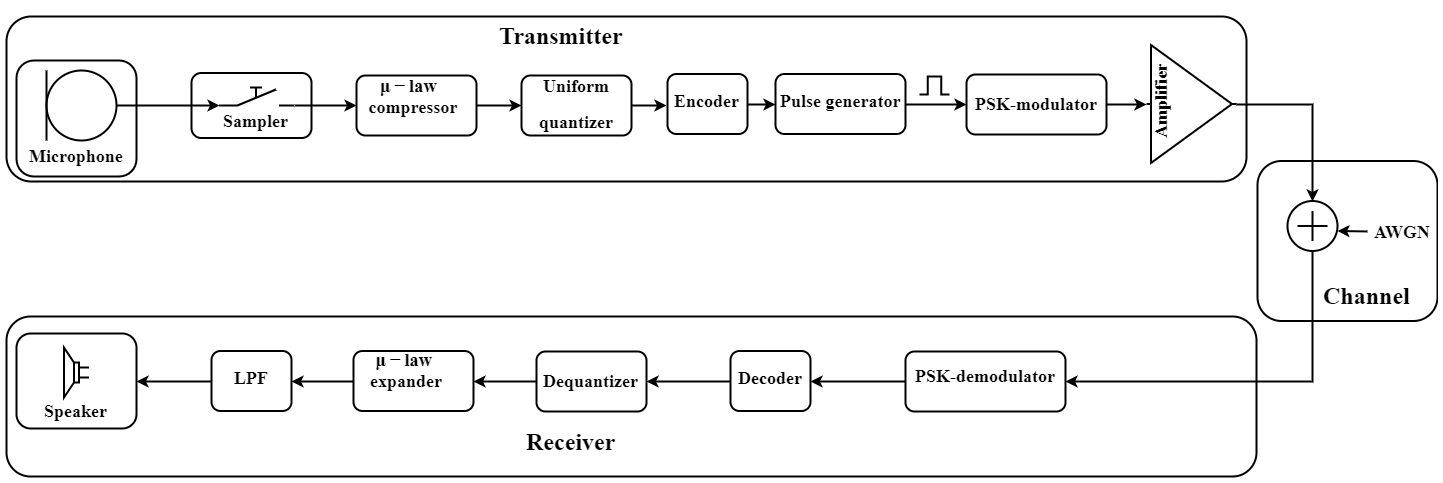 Transmitter
Microphone
Sampler
μ − law
compressor
Uniform
quantizer
Encoder
Pulse generator
PSK-modulator
Amplifier
AWGN
Channel
Speaker
LPF
μ − law
expander
Dequantizer
Decoder
PSK-demodulator
Receiver